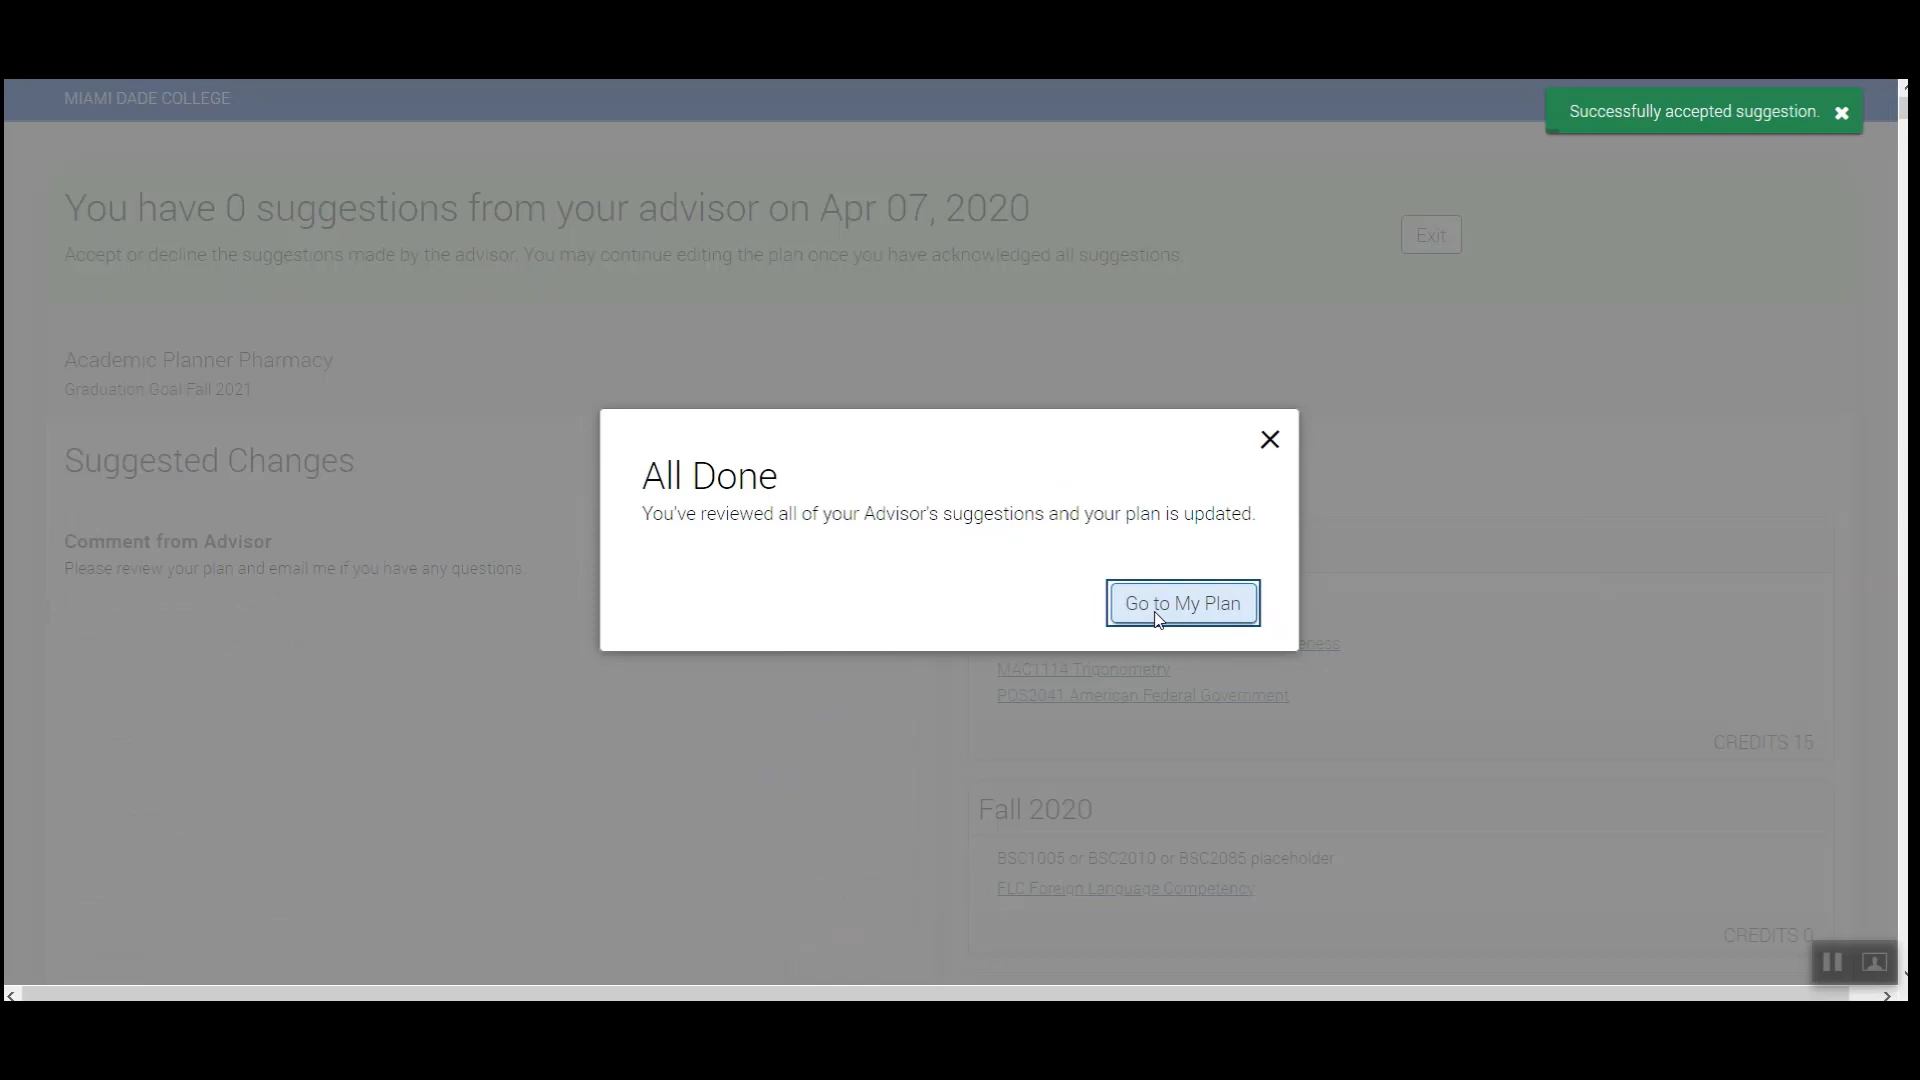 MIAMI DADE COLLEGE
Successfully accepted suggestion.
You have 0 suggestions from your advisor on Apr 07, 2020
Accept or decline the suggestions made by the advisor. You may continue editing the plan once you have acknowledged all suggestions.
Exit
Academic Planner Pharmacy
Graduation Goal Fall 2021
Suggested Changes
Comment from Advisor
Please review your plan and email me if you have any questions.
All Done
You've reviewed all of your Advisor's suggestions and your plan is updated.
Go to My Plan
MAC1114 Trigonometry
POS2041 American Federal Government
CREDITS 15
Fall 2020
BSC1005 or BSC2010 or BSC2085 placeholder
FLC Foreign Language Competency
CREDITS 0